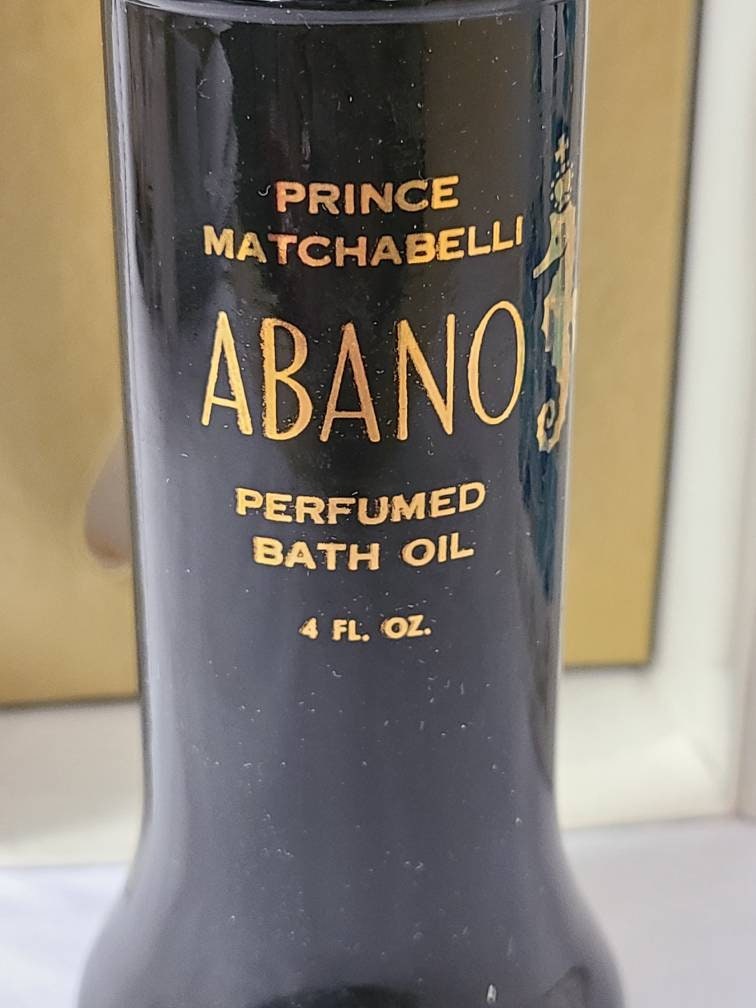 PRINCE
MATCHABELLI
ABANO
PERFUMED
BATH OIL
4 FL. OZ.